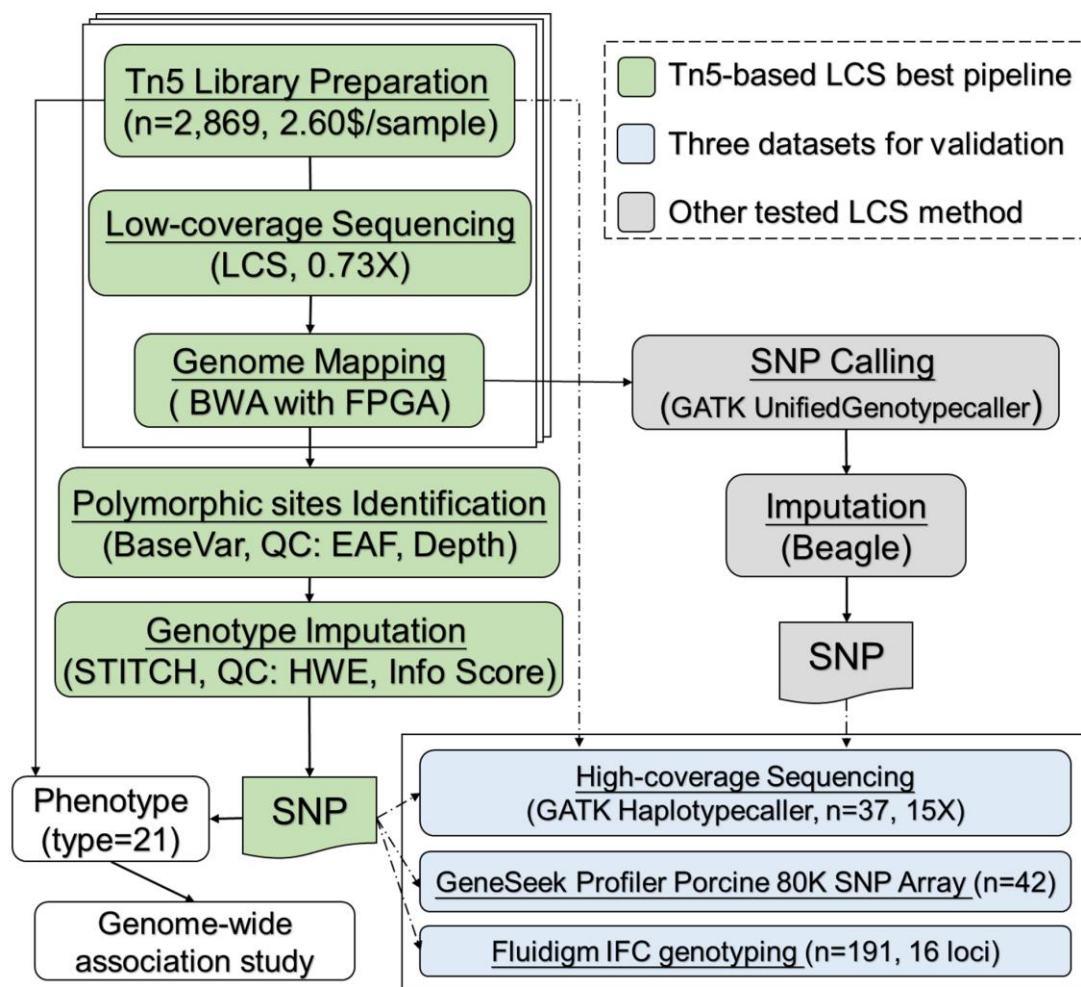 Tn5 Library Preparation
(n=2,869, 2.60$/sample)
Low-coverage Sequencing
(LCS, 0.73X)
Genome Mapping
( BWA with FPGA)
Polymorphic sites Identification
(BaseVar, QC: EAF, Depth)
Genotype Imputation
(STITCH, QC: HWE, Info Score)
SNP
Phenotype
(type=21)
Genome-wide
association study
Tn5-based LCS best pipeline
Three datasets for validation
Other tested LCS method
SNP Calling
(GATK UnifiedGenotypecaller)
Imputation
(Beagle)
SNP
High-coverage Sequencing
(GATK Haplotypecaller, n=37, 15X)
GeneSeek Profiler Porcine 80K SNP Array (n=42)
Fluidigm IFC genotyping (n=191, 16 loci)